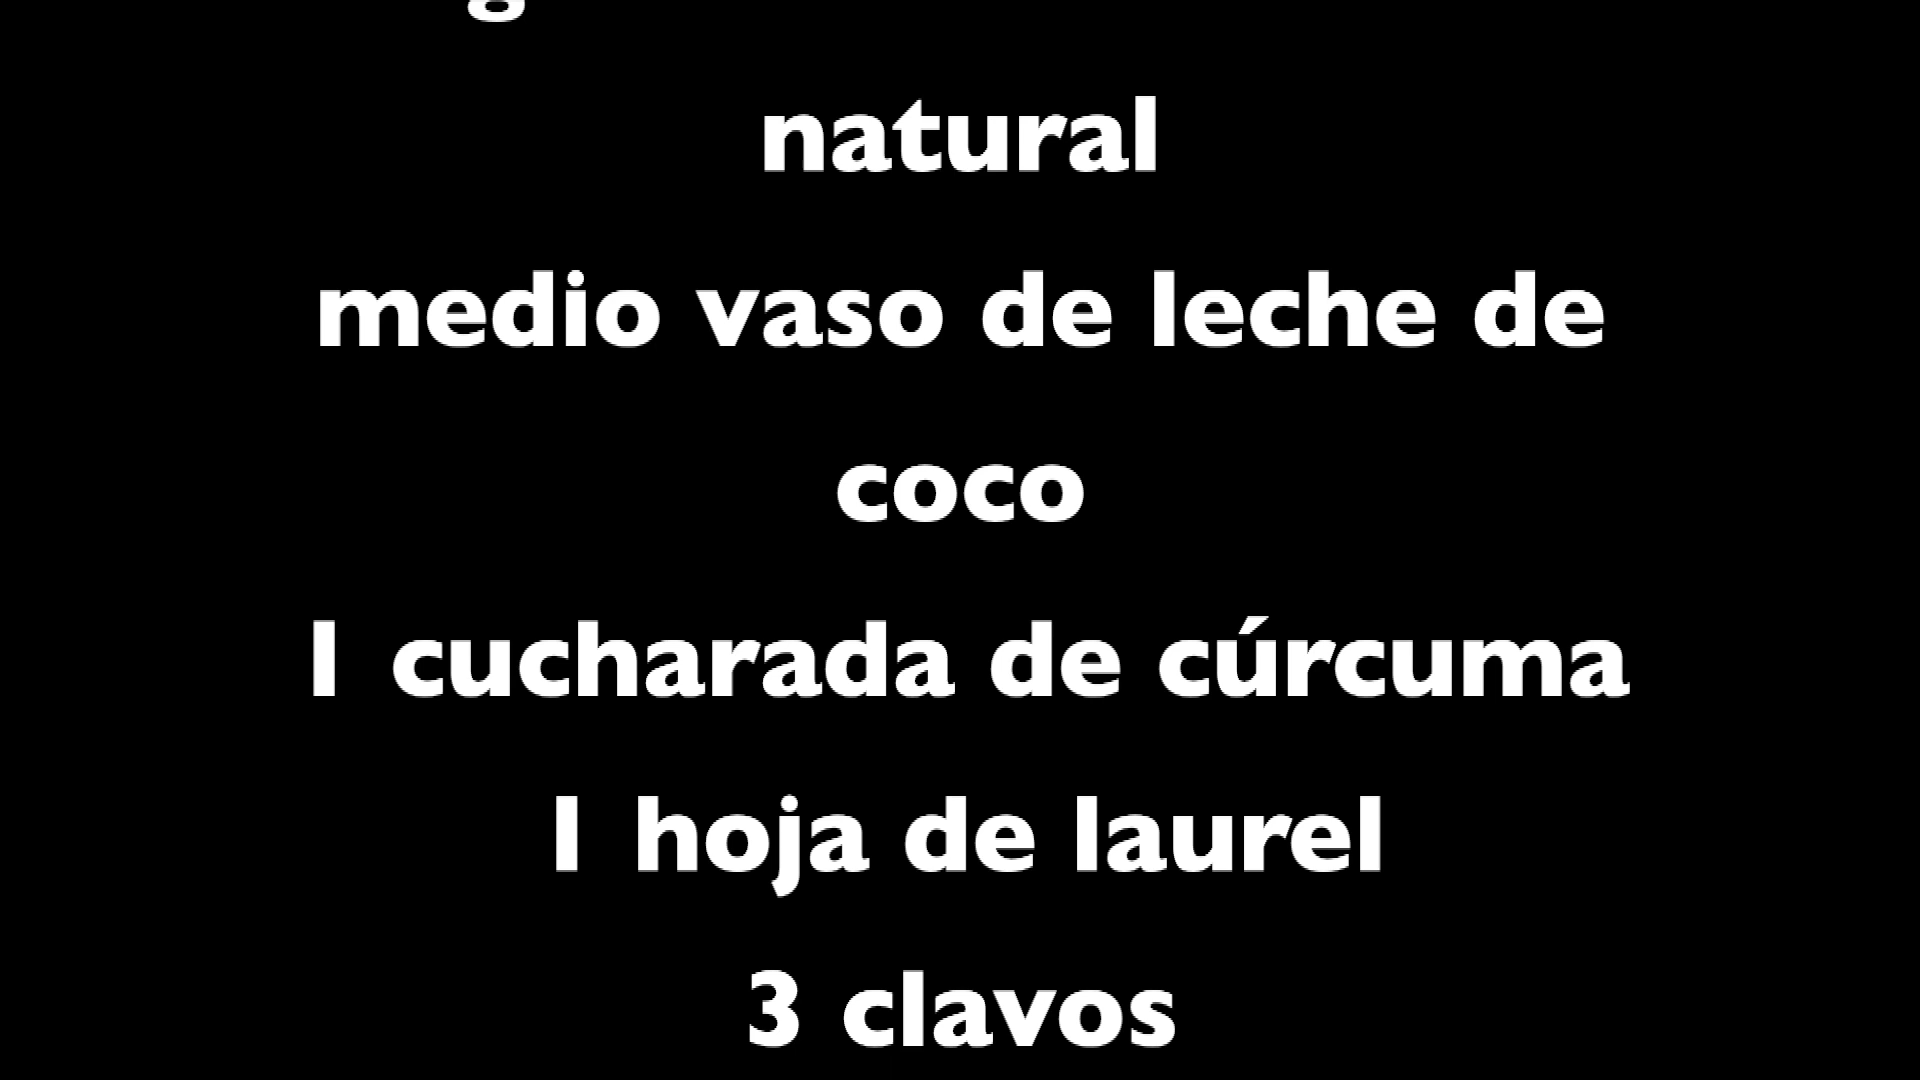 natural
medio vaso de leche de
coco
1 cucharada de cúrcuma
1 hoja de laurel
3 clavos